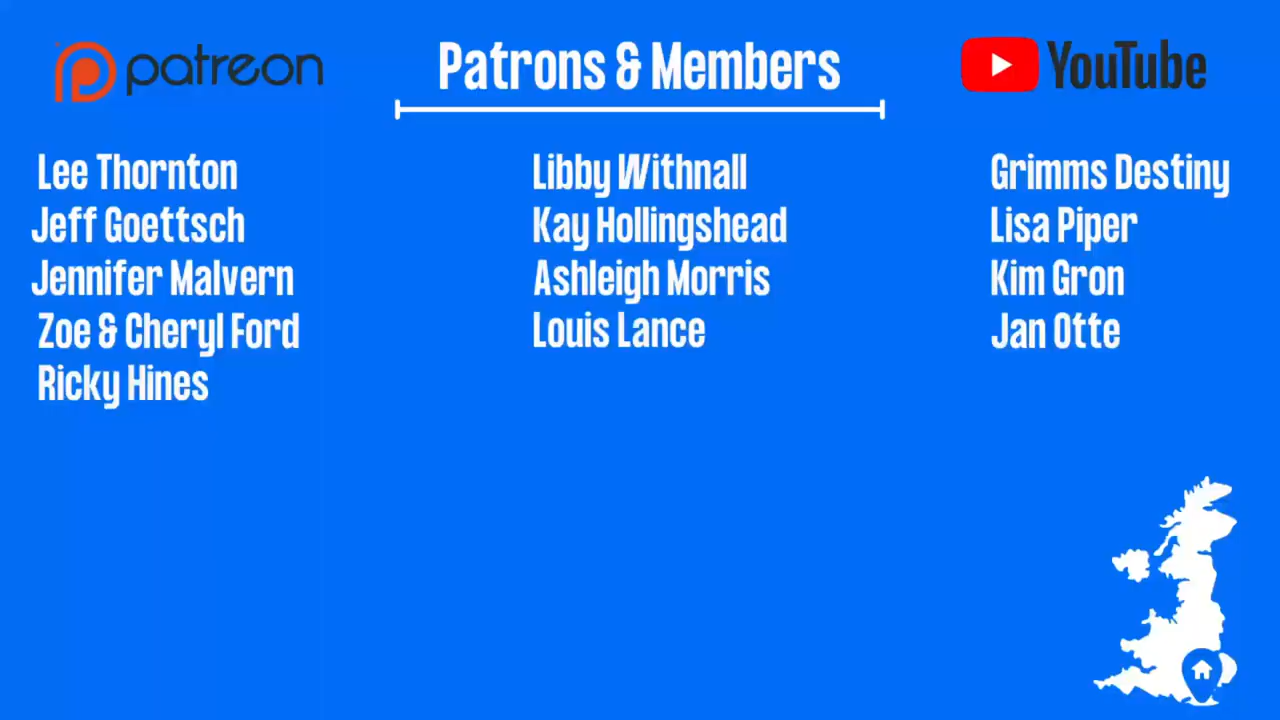 patreon
Patrons & Members
YouTube
Lee Thornton
Jeff Goettsch
Jennifer Malvern
Zoe & Cheryl Ford
Ricky Hines
Libby Withnall
Kay Hollingshead
Ashleigh Morris
Louis Lance
Grimms Destiny
Lisa Piper
Kim Gron
Jan Otte